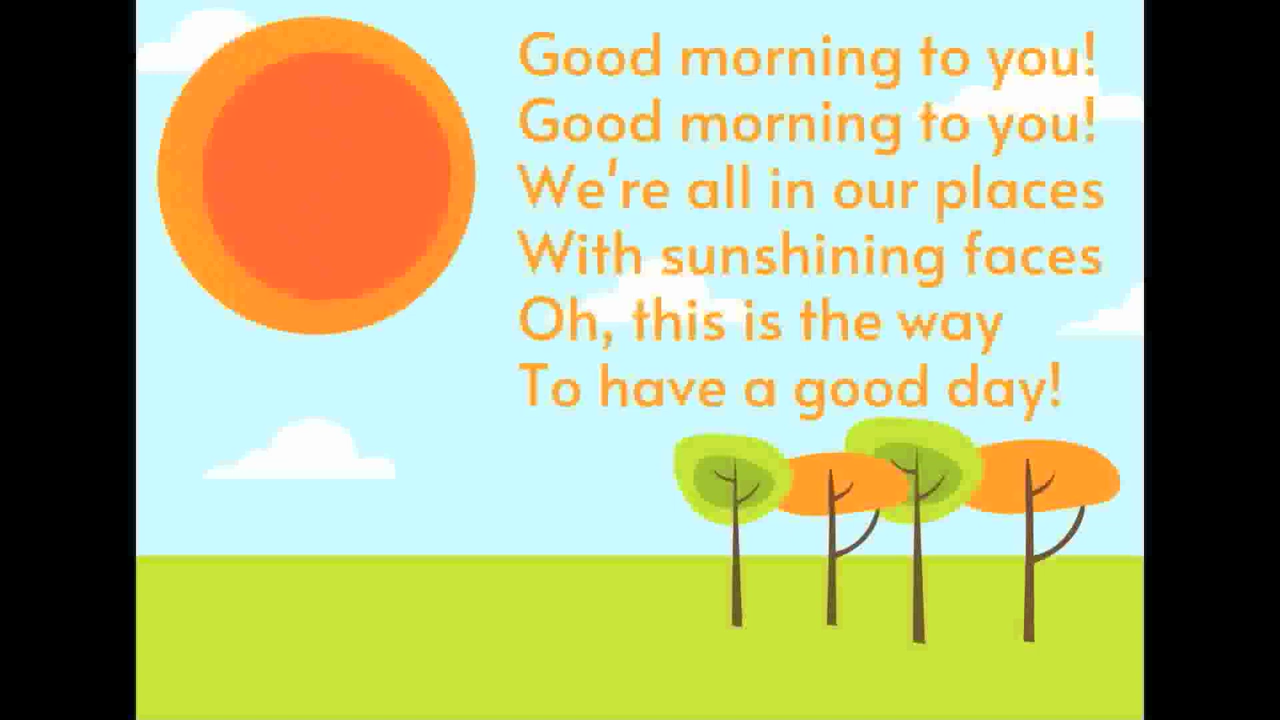 Good morning to you!
Good morning to you!
We're all in our places
With sunshining faces
Oh, this is the way
To have a good day!